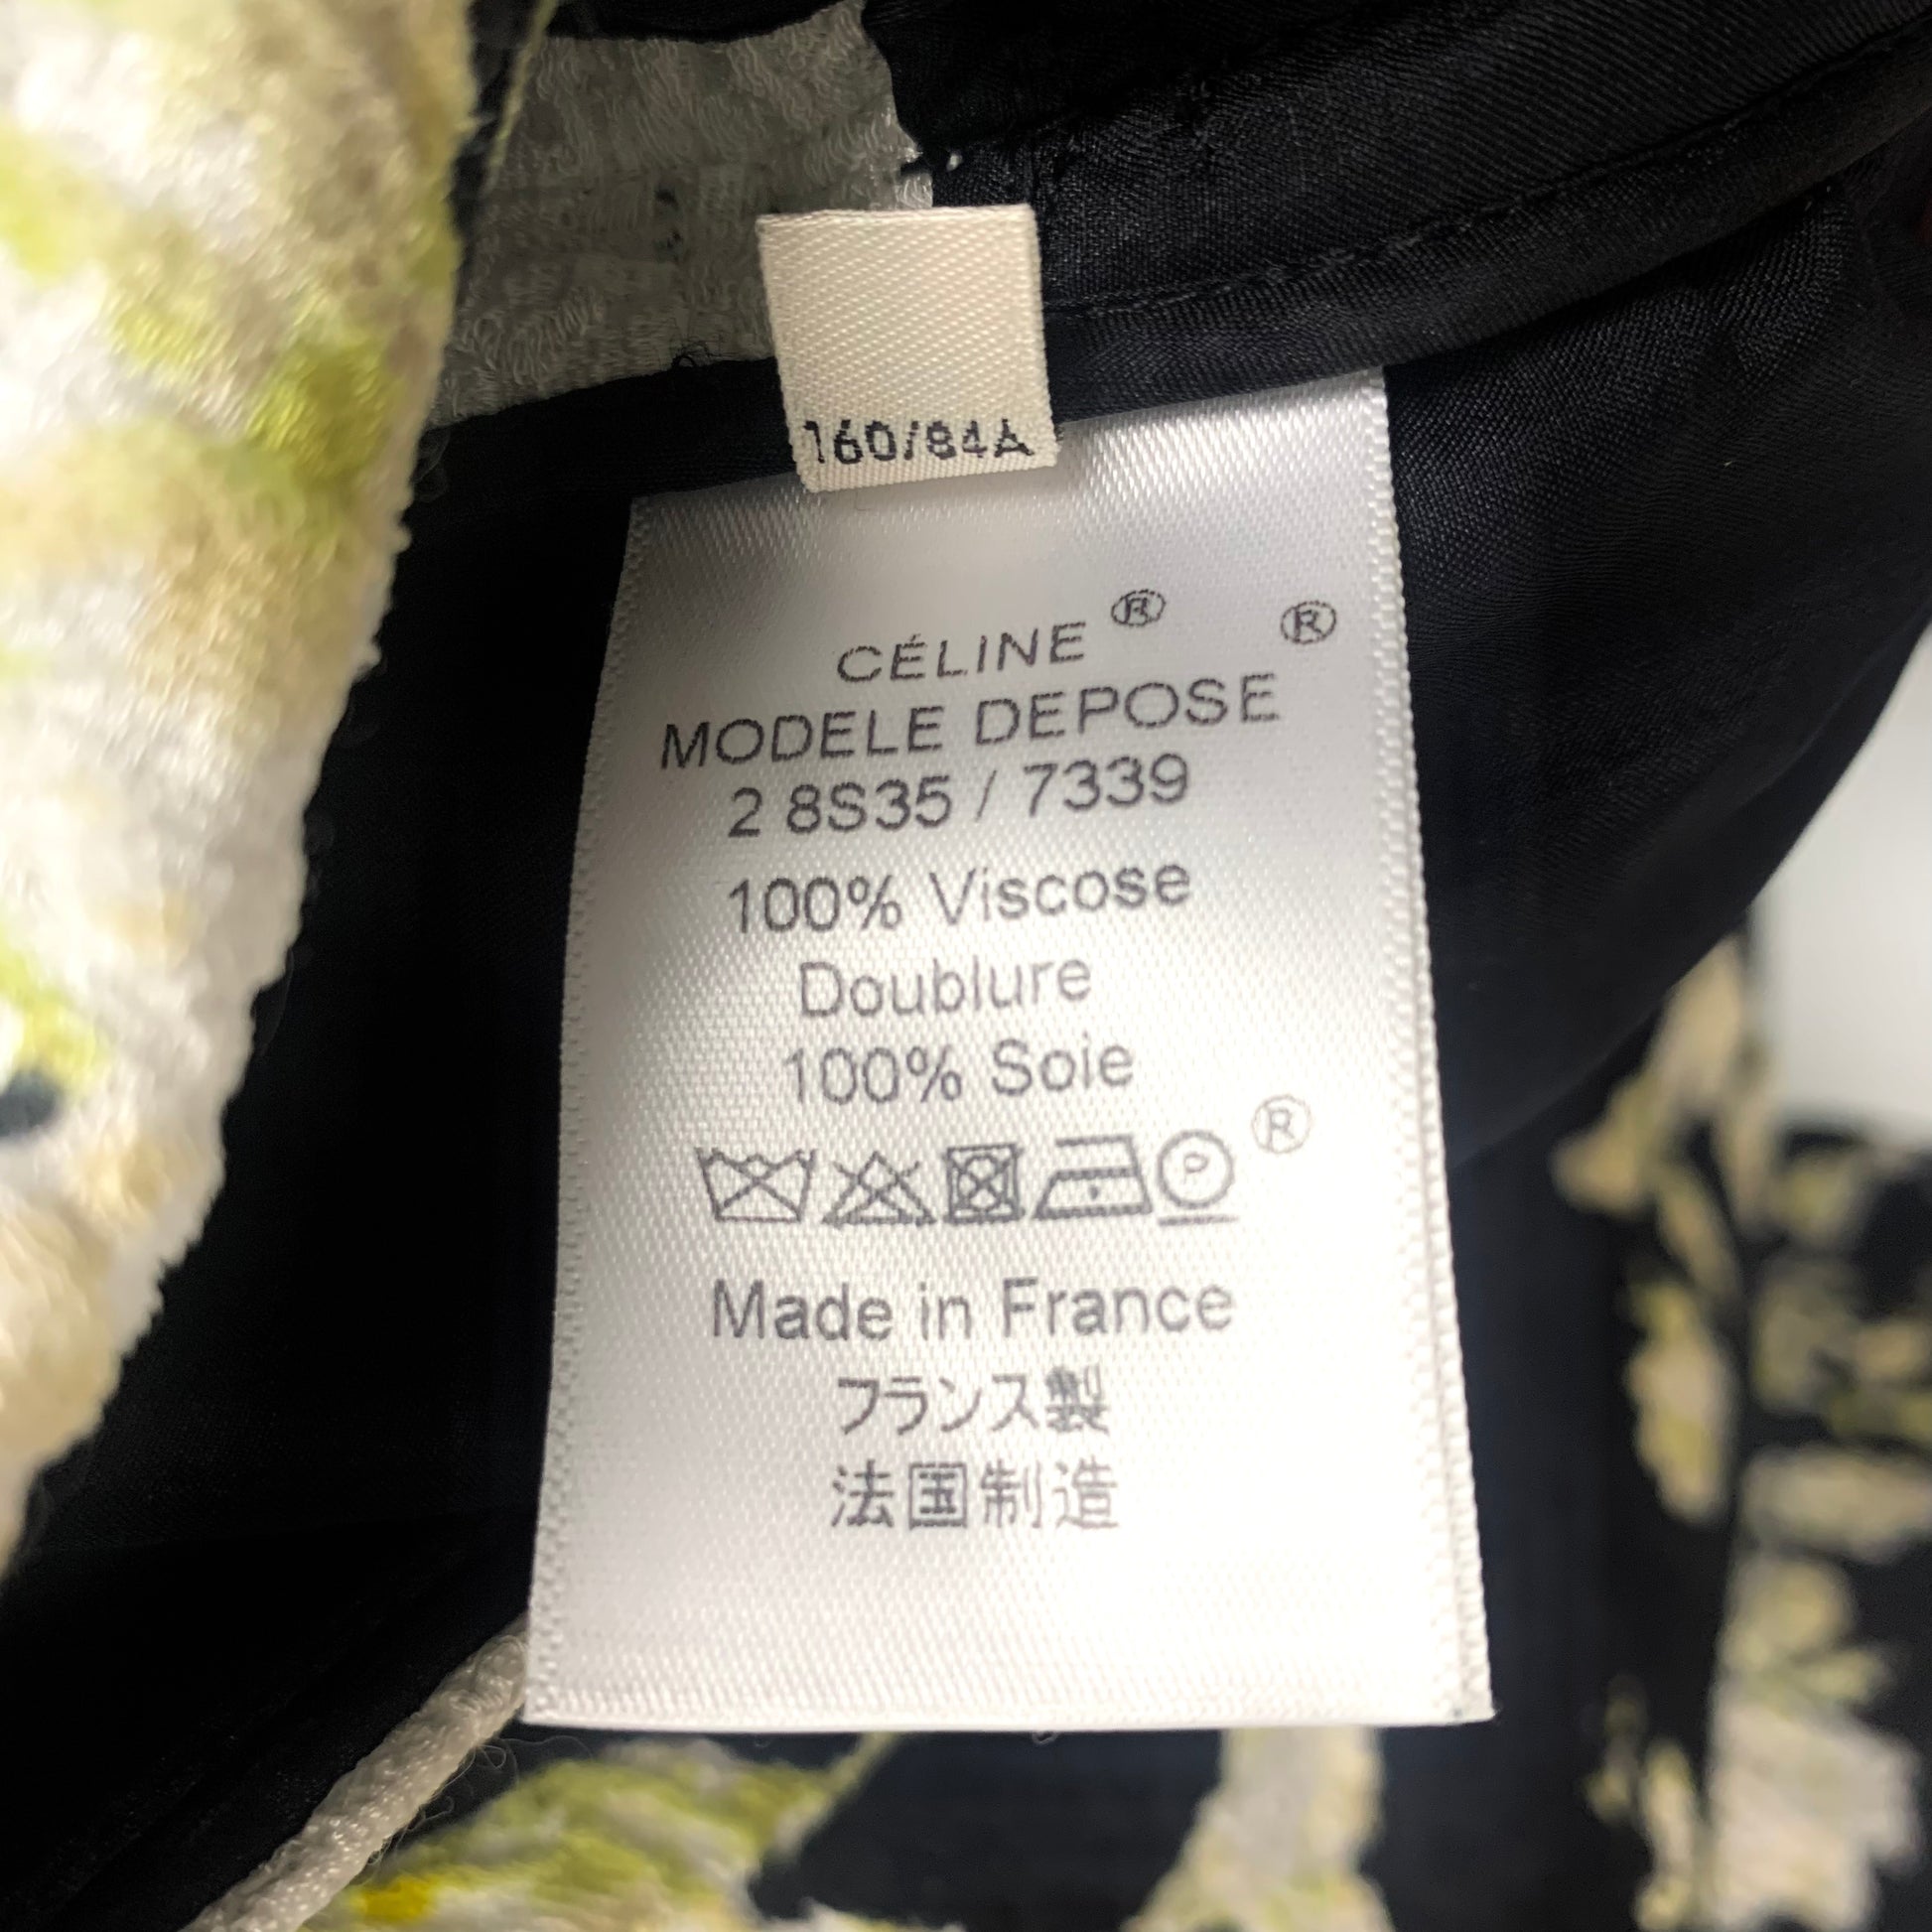 160/84A
CÉLINE ® ®
MODELE DEPOSE
2 8S35 / 7339
100% Viscose
Doublure
100% Soie
P ®
Made in France
フランス製
法国制造